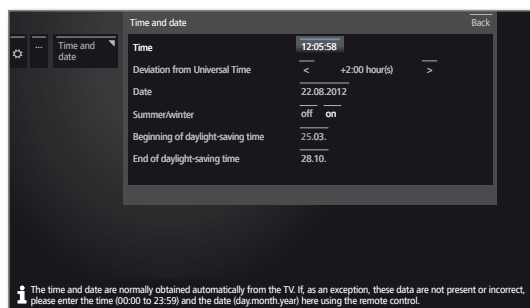 Time and date
Back
...
Time and
date
Time 12:05:58
Deviation from Universal Time < +2:00 hour(s) >
Date 22.08.2012
Summer/winter off on
Beginning of daylight-saving time 25.03.
End of daylight-saving time 28.10.
The time and date are normally obtained automatically from the TV. If, as an exception, these data are not present or incorrect,
please enter the time (00:00 to 23:59) and the date (day.month.year) here using the remote control.